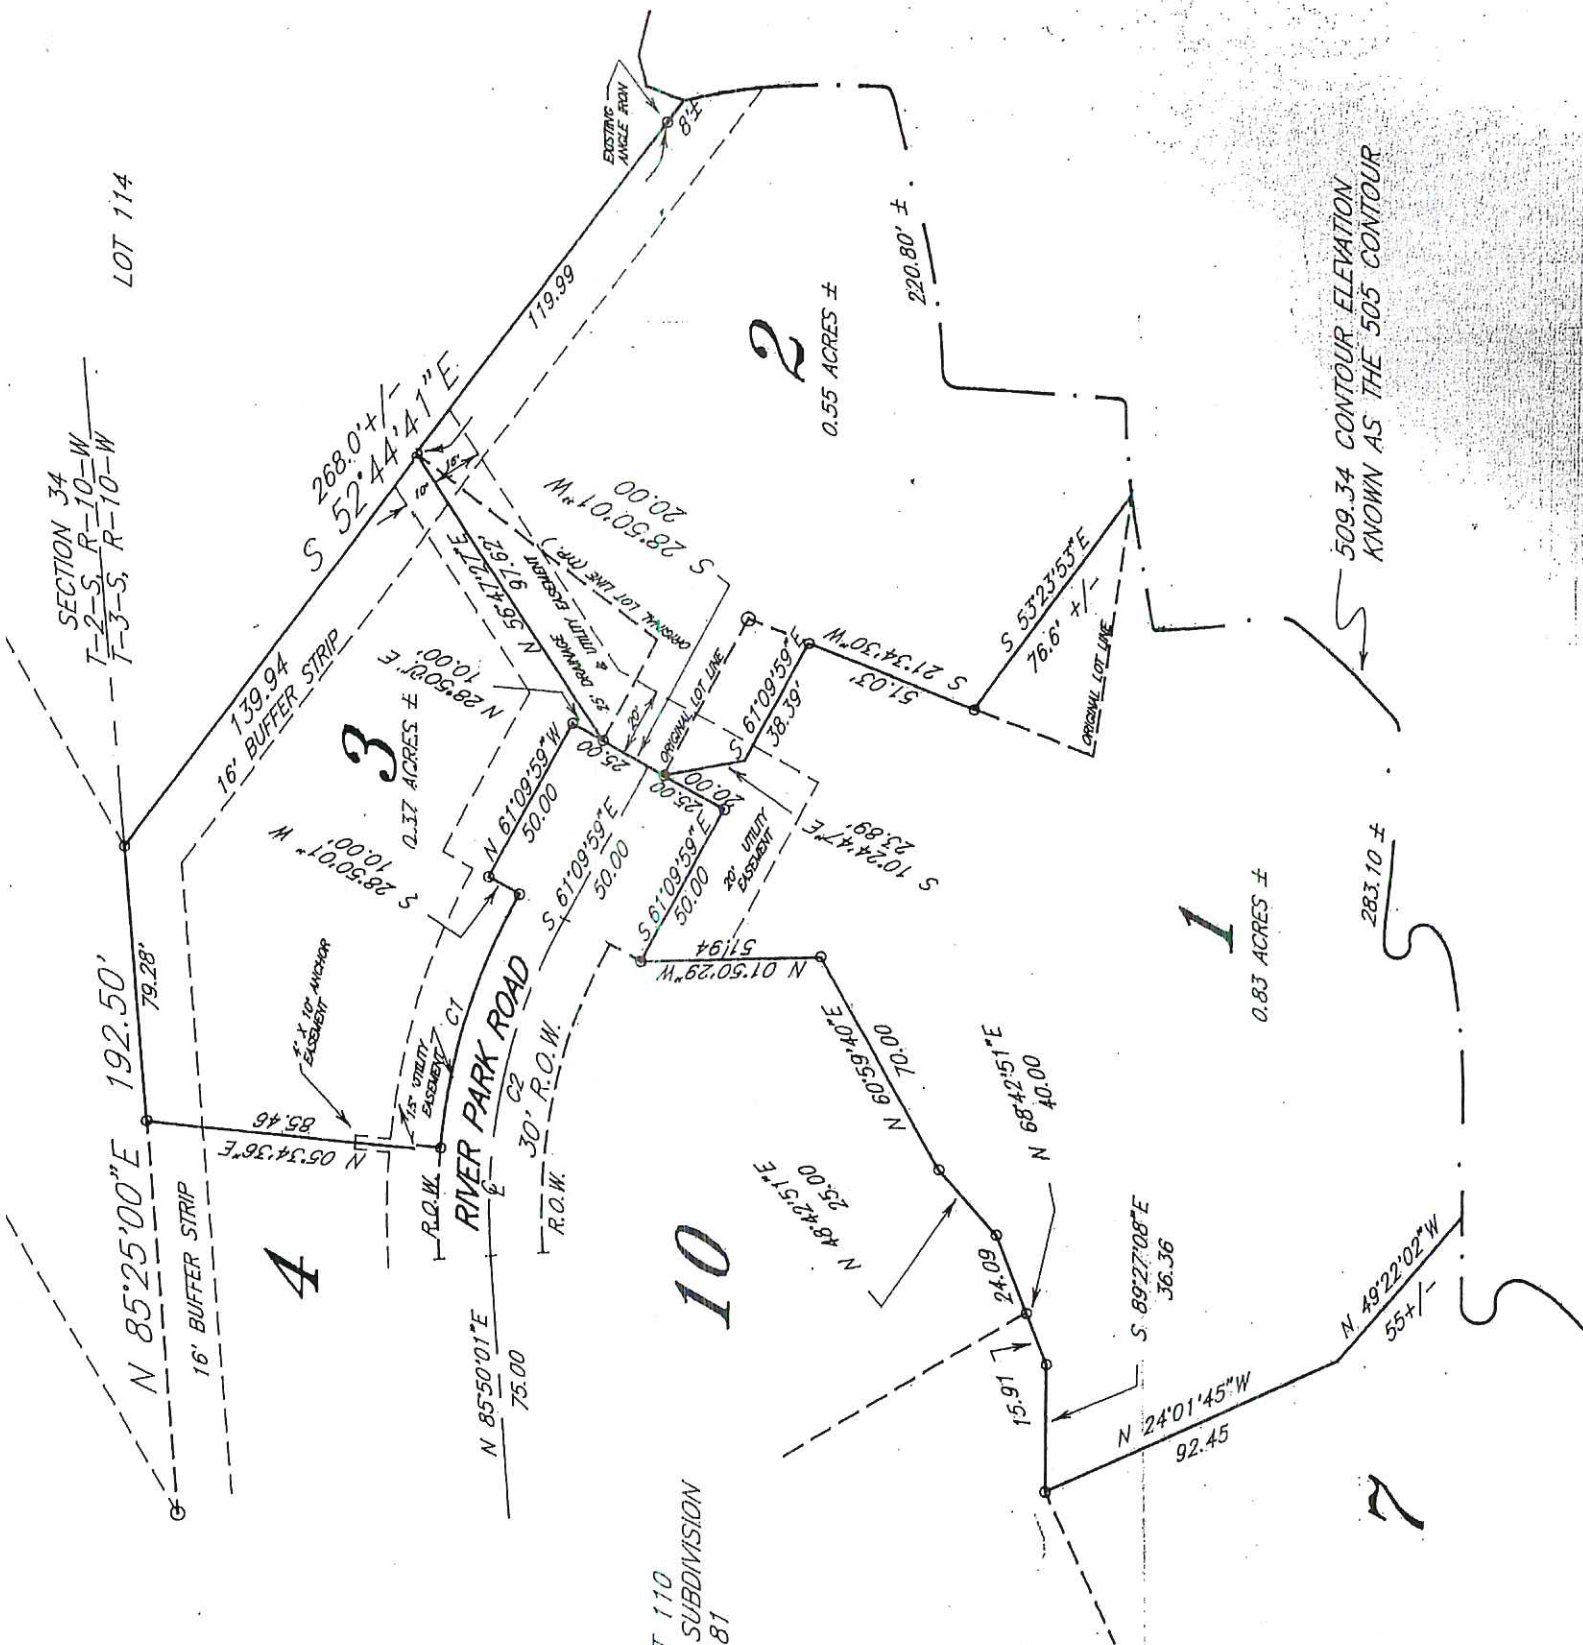 SECTION 34
T-2-S, R-10-W
T-3-S, R-10-W
LOT 114
N 85°25'00"E 192.50'
79.28'
139.94
268.0'+/-
S 52°44'41"E
119.99
EXISTING
ANGLE IRON
8'±
16' BUFFER STRIP
16' BUFFER STRIP
3
0.37 ACRES ±
4
4' X 10' ANCHOR
EASEMENT
N 05°34'36"E
85.46
15' UTILITY
EASEMENT
C1
R.O.W.
RIVER PARK ROAD
C2
30' R.O.W.
R.O.W.
N 85°50'01"E
75.00
S 28°50'01" W
10.00'
N 28°50'01" E
10.00'
N 61°09'59" W
50.00
S 61°09'59" E
50.00
S 61°09'59" E
50.00
N 56°47'27"E
97.62'
10'
15'
25' DRAINAGE
& UTILITY EASEMENT
ORIGINAL LOT LINE (TYP.)
S 28°50'01" W
20.00
20'
25.00
25.00
20.00
ORIGINAL LOT LINE
S 61°09'59" E
38.39'
S 10°24'47"E
23.89'
20' UTILITY
EASEMENT
S 21°34'30" W
51.03'
S 53°23'53"E
76.6' +/-
ORIGINAL LOT LINE
2
0.55 ACRES ±
220.80' ±
509.34 CONTOUR ELEVATION
KNOWN AS THE 505 CONTOUR
1
0.83 ACRES ±
283.10 ±
N 01°50'29"W
51.94
N 60°59'40"E
70.00
N 48°42'51"E
25.00
N 68°42'51"E
40.00
24.09
15.91
S 89°27'08"E
36.36
N 24°01'45"W
92.45
N 49°22'02"W
55+/-
10
7
T 110
SUBDIVISION
81